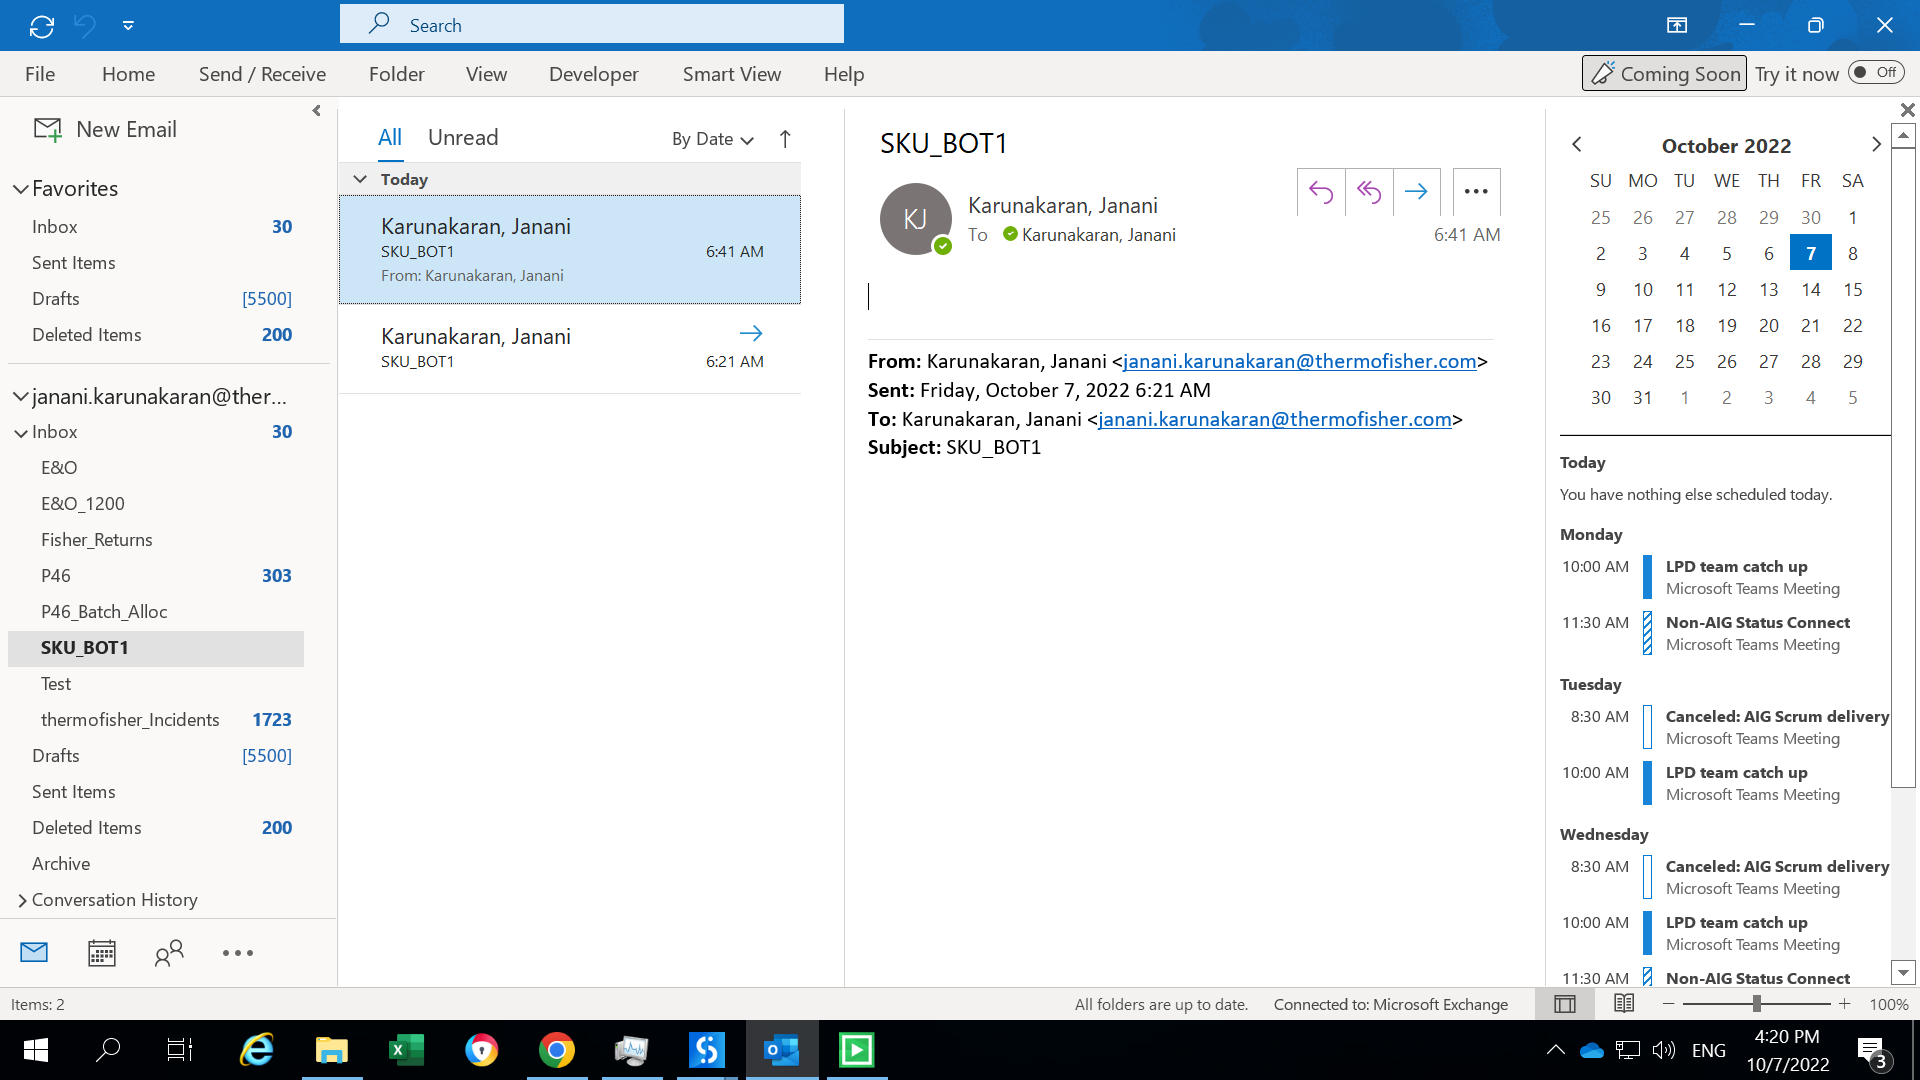 Search
File Home Send / Receive Folder View Developer Smart View Help
Coming Soon Try it now Off
New Email
Favorites
Inbox 30
Sent Items
Drafts [5500]
Deleted Items 200
janani.karunakaran@ther...
Inbox 30
E&O
E&O_1200
Fisher_Returns
P46 303
P46_Batch_Alloc
SKU_BOT1
Test
thermofisher_Incidents 1723
Drafts [5500]
Sent Items
Deleted Items 200
Archive
Conversation History
All Unread By Date
Today
Karunakaran, Janani
SKU_BOT1 6:41 AM
From: Karunakaran, Janani
Karunakaran, Janani
SKU_BOT1 6:21 AM
SKU_BOT1
KJ
Karunakaran, Janani
To Karunakaran, Janani 6:41 AM
From: Karunakaran, Janani <janani.karunakaran@thermofisher.com>
Sent: Friday, October 7, 2022 6:21 AM
To: Karunakaran, Janani <janani.karunakaran@thermofisher.com>
Subject: SKU_BOT1
October 2022
SU MO TU WE TH FR SA
25 26 27 28 29 30 1
2 3 4 5 6 7 8
9 10 11 12 13 14 15
16 17 18 19 20 21 22
23 24 25 26 27 28 29
30 31 1 2 3 4 5
Today
You have nothing else scheduled today.
Monday
10:00 AM LPD team catch up
Microsoft Teams Meeting
11:30 AM Non-AIG Status Connect
Microsoft Teams Meeting
Tuesday
8:30 AM Canceled: AIG Scrum delivery
Microsoft Teams Meeting
10:00 AM LPD team catch up
Microsoft Teams Meeting
Wednesday
8:30 AM Canceled: AIG Scrum delivery
Microsoft Teams Meeting
10:00 AM LPD team catch up
Microsoft Teams Meeting
11:30 AM Non-AIG Status Connect
Items: 2 All folders are up to date. Connected to: Microsoft Exchange 100%
ENG
4:20 PM
10/7/2022
3